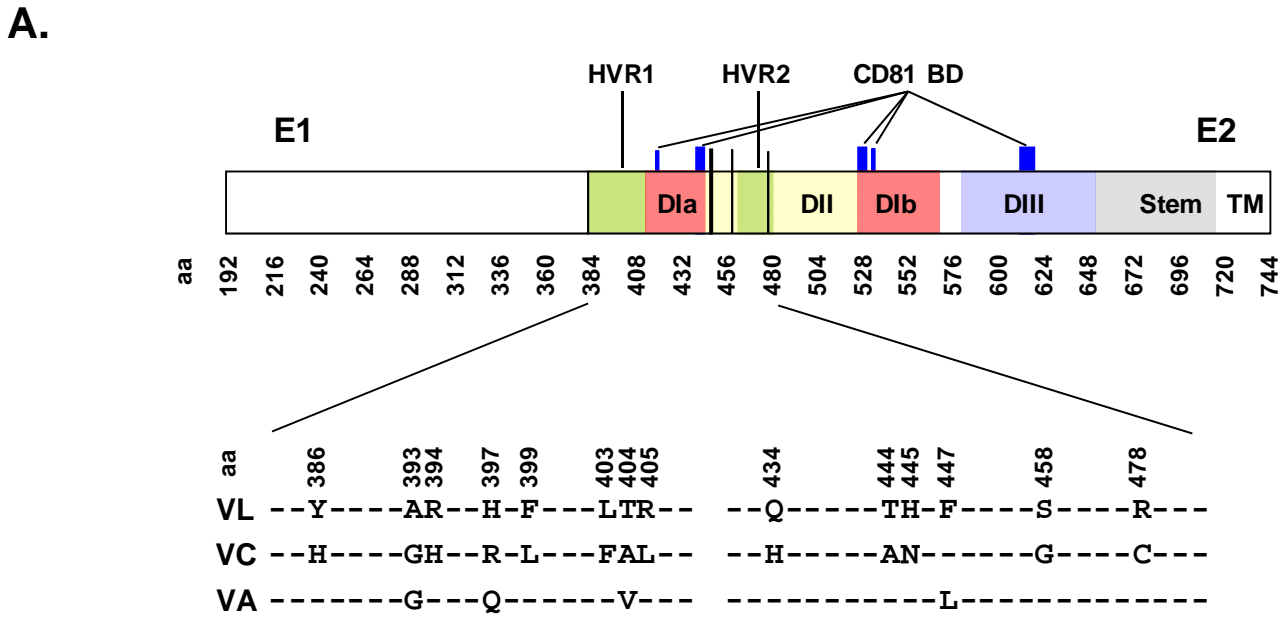 A.
HVR1 HVR2 CD81 BD
E1 E2
DIa DII DIb DIII Stem TM
aa 192 216 240 264 288 312 336 360 384 408 432 456 480 504 528 552 576 600 624 648 672 696 720 744
aa 386 393 394 397 399 403 404 405 434 444 445 447 458 478
VL --Y----AR--H-F---LTR-- --Q-----TH-F----S----R---
VC --H----GH--R-L---FAL-- --H-----AN------G----C---
VA -------G---Q------V--- ------------L--------------